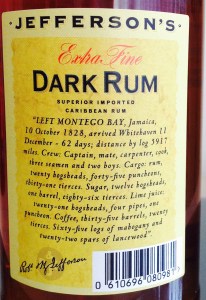 JEFFERSON'S
Extra Fine
DARK RUM
SUPERIOR IMPORTED
CARIBBEAN RUM
"LEFT MONTEGO BAY, Jamaica,
10 October 1828, arrived Whitehaven 11
December - 62 days; distance by log 3917
miles. Crew: Captain, mate, carpenter, cook,
three seamen and two boys. Cargo: rum,
twenty hogsheads, forty-five puncheons,
thirty-one tierces. Sugar, twelve hogsheads,
one barrel, eighty-six tierces. Lime juice,
twenty-one hogsheads, four pipes, one
puncheon. Coffee, thirty-five barrels, twenty
tierces. Sixty-five logs of mahogany and
twenty-two spars of lancewood."
Jefferson
0 610696 080981